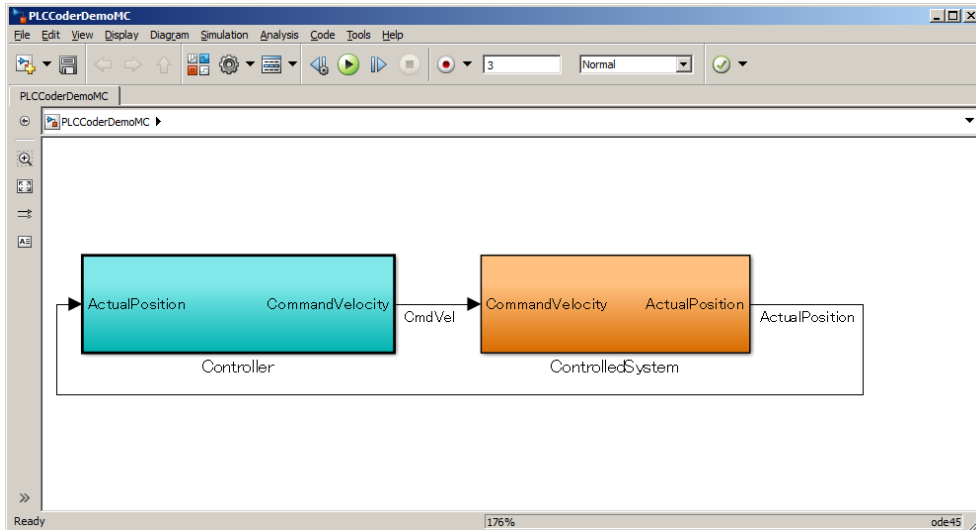 PLCCoderDemoMC
File Edit View Display Diagram Simulation Analysis Code Tools Help
3 Normal
PLCCoderDemoMC
PLCCoderDemoMC
ActualPosition CommandVelocity CmdVel CommandVelocity ActualPosition ActualPosition
Controller ControlledSystem
Ready 176% ode45